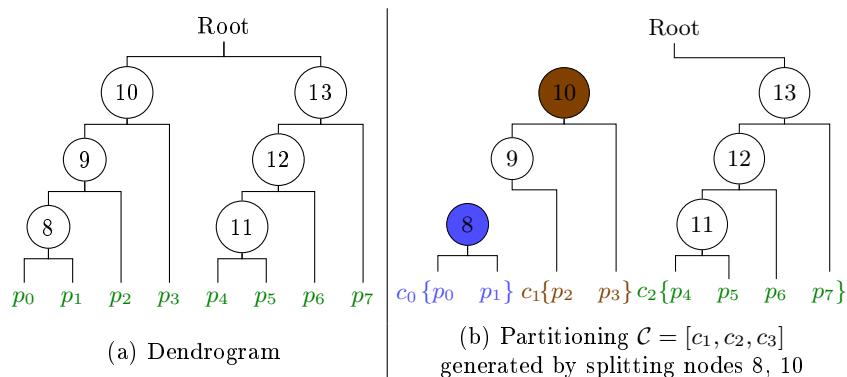 Root
10
13
9
12
8
11
p₀ p₁ p₂ p₃ p₄ p₅ p₆ p₇
(a) Dendrogram
Root
10
13
9
12
8
11
c₀{p₀ p₁} c₁{p₂ p₃} c₂{p₄ p₅ p₆ p₇}
(b) Partitioning 𝒞 = [c₁, c₂, c₃]
generated by splitting nodes 8, 10